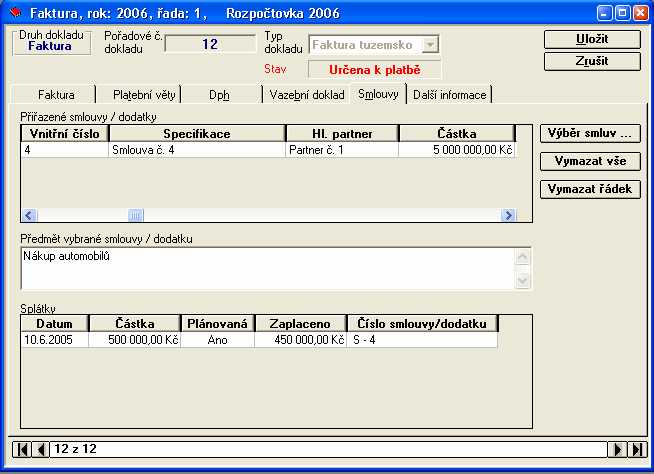 Faktura, rok: 2006, řada: 1,    Rozpočtovka 2006
Druh dokladu
Faktura
Pořadové č. dokladu
12
Typ dokladu
Faktura tuzemsko
Stav
Určena k platbě
Uložit
Zrušit
Faktura Platební věty Dph Vazební doklad Smlouvy Další informace
Přiřazené smlouvy / dodatky
Vnitřní číslo Specifikace Hl. partner Částka
4 Smlouva č. 4 Partner č. 1 5 000 000,00 Kč
Výběr smluv ...
Vymazat vše
Vymazat řádek
Předmět vybrané smlouvy / dodatku
Nákup automobilů
Splátky
Datum Částka Plánovaná Zaplaceno Číslo smlouvy/dodatku
10.6.2005 500 000,00 Kč Ano 450 000,00 Kč S - 4
12 z 12